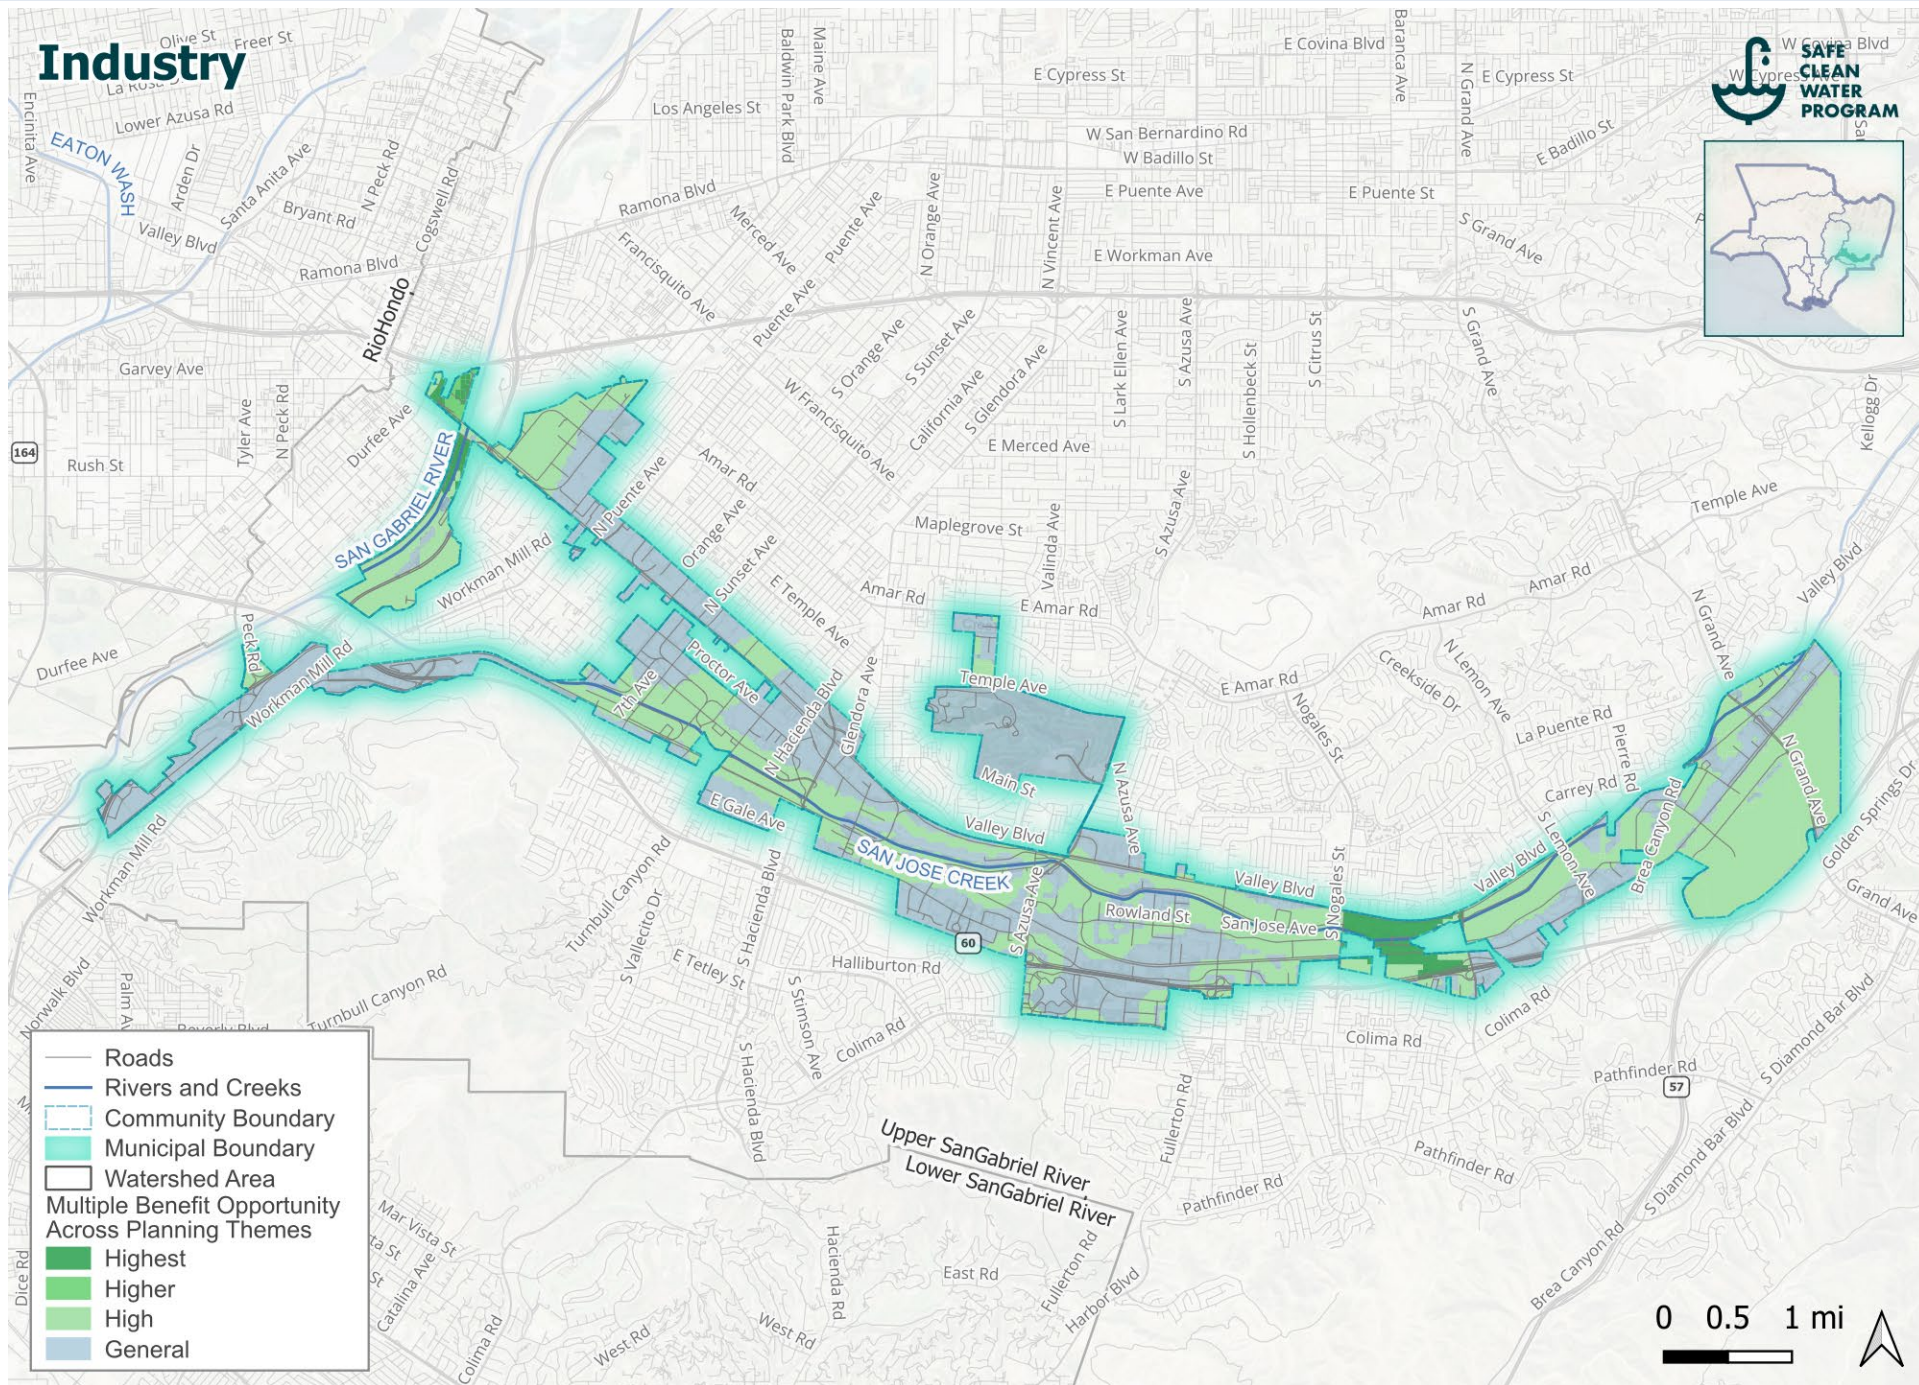 Industry
Olive St
Freer St
Lower Azusa Rd
Encinita Ave
EATON WASH
Arden Dr
Santa Anita Ave
N Peck Rd
Cogswell Rd
Bryant Rd
Valley Blvd
Ramona Blvd
RioHondo
Los Angeles St
Baldwin Park Blvd
Maine Ave
E Cypress St
E Covina Blvd
Baranca Ave
N Grand Ave
E Cypress St
W Covina Blvd
W Cypress Ave
SAFE
CLEAN
WATER
PROGRAM
W San Bernardino Rd
W Badillo St
E Badillo St
E Puente Ave
E Puente St
Ramona Blvd
Merced Ave
Puente Ave
N Orange Ave
N Vincent Ave
S Grand Ave
Francisquito Ave
E Workman Ave
Puente Ave
Garvey Ave
Tyler Ave
N Peck Rd
Durfee Ave
164
Rush St
S Orange Ave
S Sunset Ave
California Ave
S Glendora Ave
S Lark Ellen Ave
S Azusa Ave
S Hollenbeck St
S Citrus St
S Grand Ave
Kellogg Dr
W Francisquito Ave
E Merced Ave
SAN GABRIEL RIVER
Amar Rd
N Puente Ave
Orange Ave
N Sunset Ave
Maplegrove St
Valinda Ave
S Azusa Ave
Temple Ave
Valley Blvd
Workman Mill Rd
E Temple Ave
Amar Rd
E Amar Rd
Amar Rd
Amar Rd
N Grand Ave
Peck Rd
Durfee Ave
Workman Mill Rd
7th Ave
Proctor Ave
N Hacienda Blvd
Glendora Ave
Temple Ave
E Amar Rd
Nogales St
Creekside Dr
N Lemon Ave
La Puente Rd
Pierre Rd
N Grand Ave
Main St
N Azusa Ave
Carrey Rd
E Gale Ave
Valley Blvd
SAN JOSE CREEK
S Azusa Ave
Rowland St
San Jose Ave
Valley Blvd
S Nogales St
Valley Blvd
S Lemon Ave
Brea Canyon Rd
Golden Springs Dr
Grand Ave
Workman Mill Rd
Turnbull Canyon Rd
S Vallecito Dr
S Hacienda Blvd
60
Halliburton Rd
E Tetley St
S Stimson Ave
Colima Rd
Colima Rd
Colima Rd
Norwalk Blvd
Palm Av
Beverly Blvd
Turnbull Canyon Rd
S Hacienda Blvd
Fullerton Rd
Pathfinder Rd
57
S Diamond Bar Blvd
Pathfinder Rd
S Diamond Bar Blvd
Upper SanGabriel River
Lower SanGabriel River
Pathfinder Rd
Roads
Rivers and Creeks
Community Boundary
Municipal Boundary
Watershed Area
Multiple Benefit Opportunity
Across Planning Themes
Highest
Higher
High
General
Dice Rd
Mar Vista St
Catalina Ave
Colima Rd
Hacienda Rd
East Rd
West Rd
West Rd
Fullerton Rd
Harbor Blvd
Brea Canyon Rd
0 0.5 1 mi